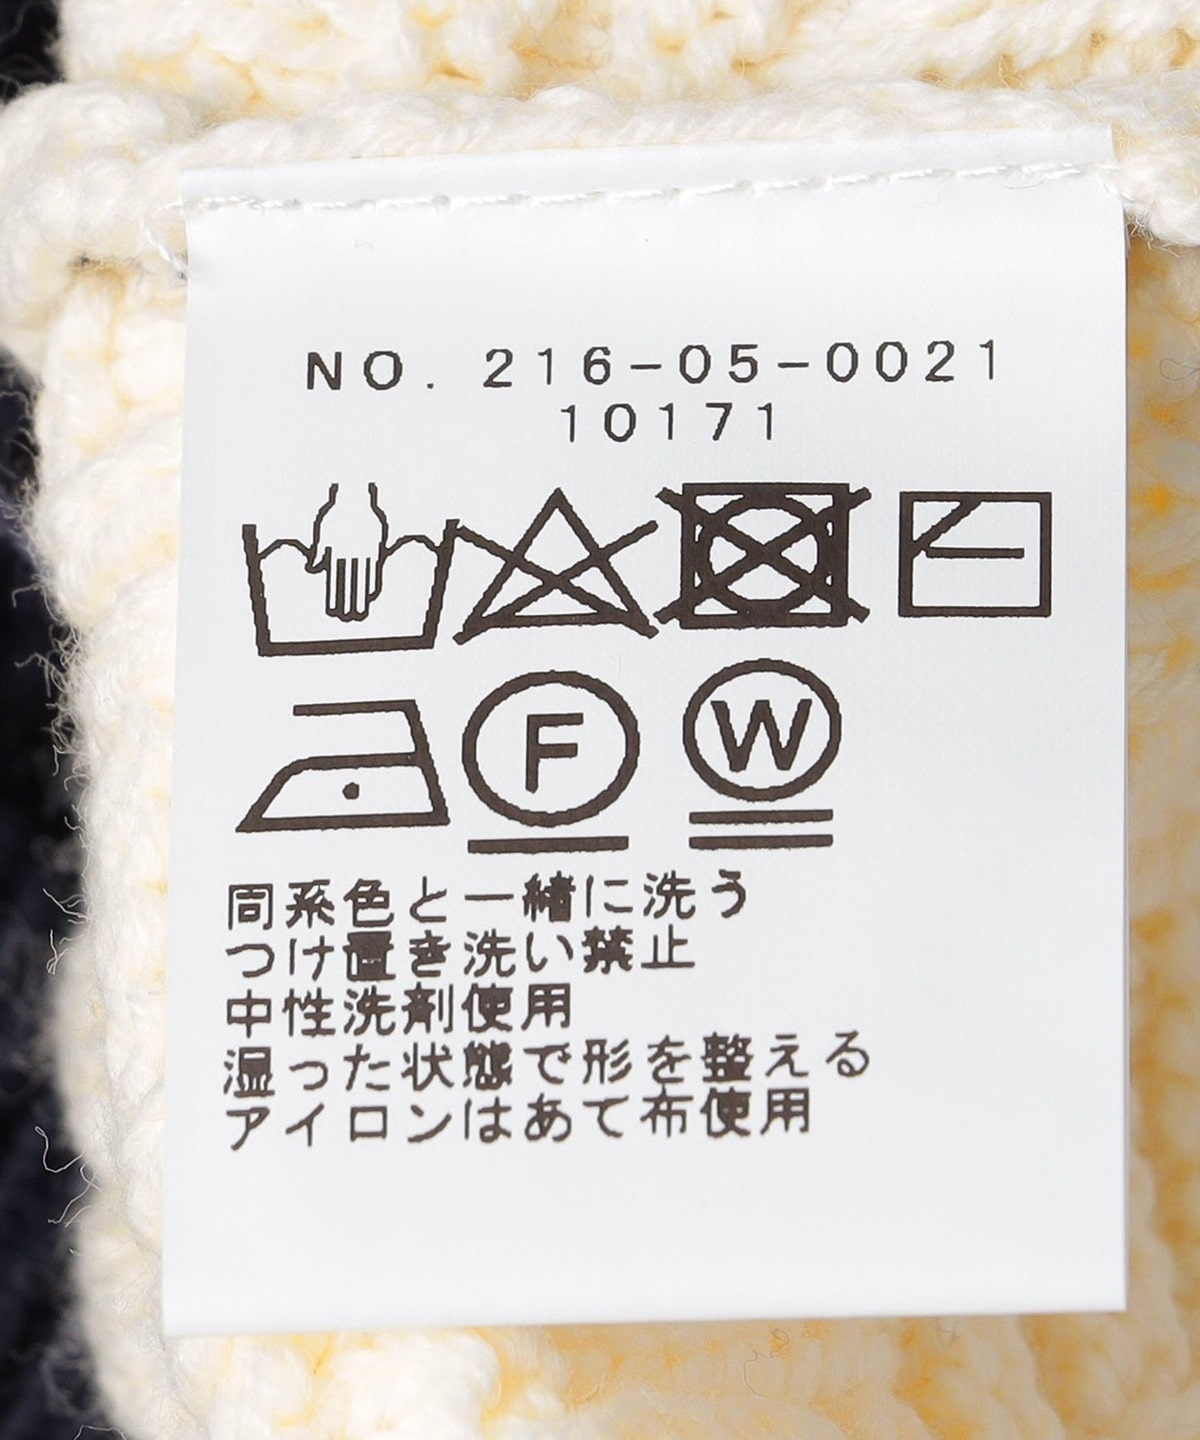 NO. 216-05-0021
10171
F
W
同系色と一緒に洗う
つけ置き洗い禁止
中性洗剤使用
湿った状態で形を整える
アイロンはあて布使用